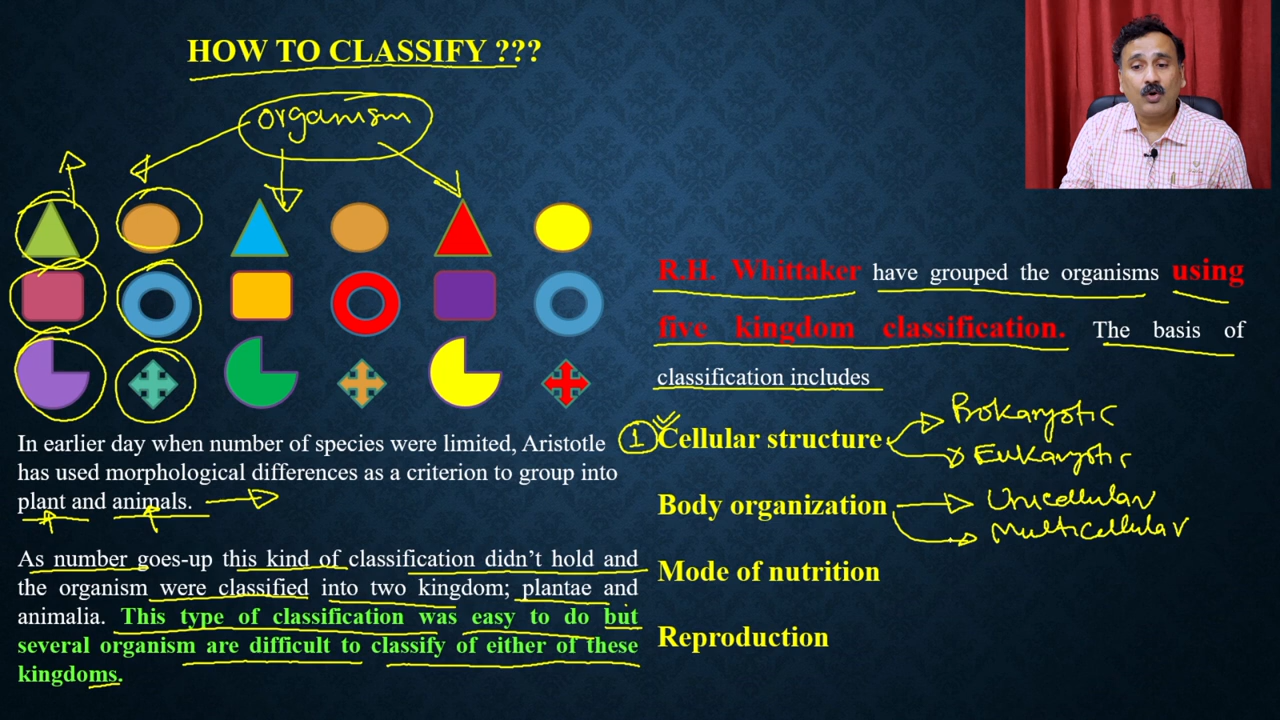 HOW TO CLASSIFY ???
organism
In earlier day when number of species were limited, Aristotle
has used morphological differences as a criterion to group into
plant and animals.
As number goes-up this kind of classification didn’t hold and
the organism were classified into two kingdom; plantae and
animalia. This type of classification was easy to do but
several organism are difficult to classify of either of these
kingdoms.
R.H. Whittaker have grouped the organisms using
five kingdom classification. The basis of
classification includes
1 Cellular structure
Prokaryotic
Eukaryotic
Body organization
Unicellular
Multicellular
Mode of nutrition
Reproduction